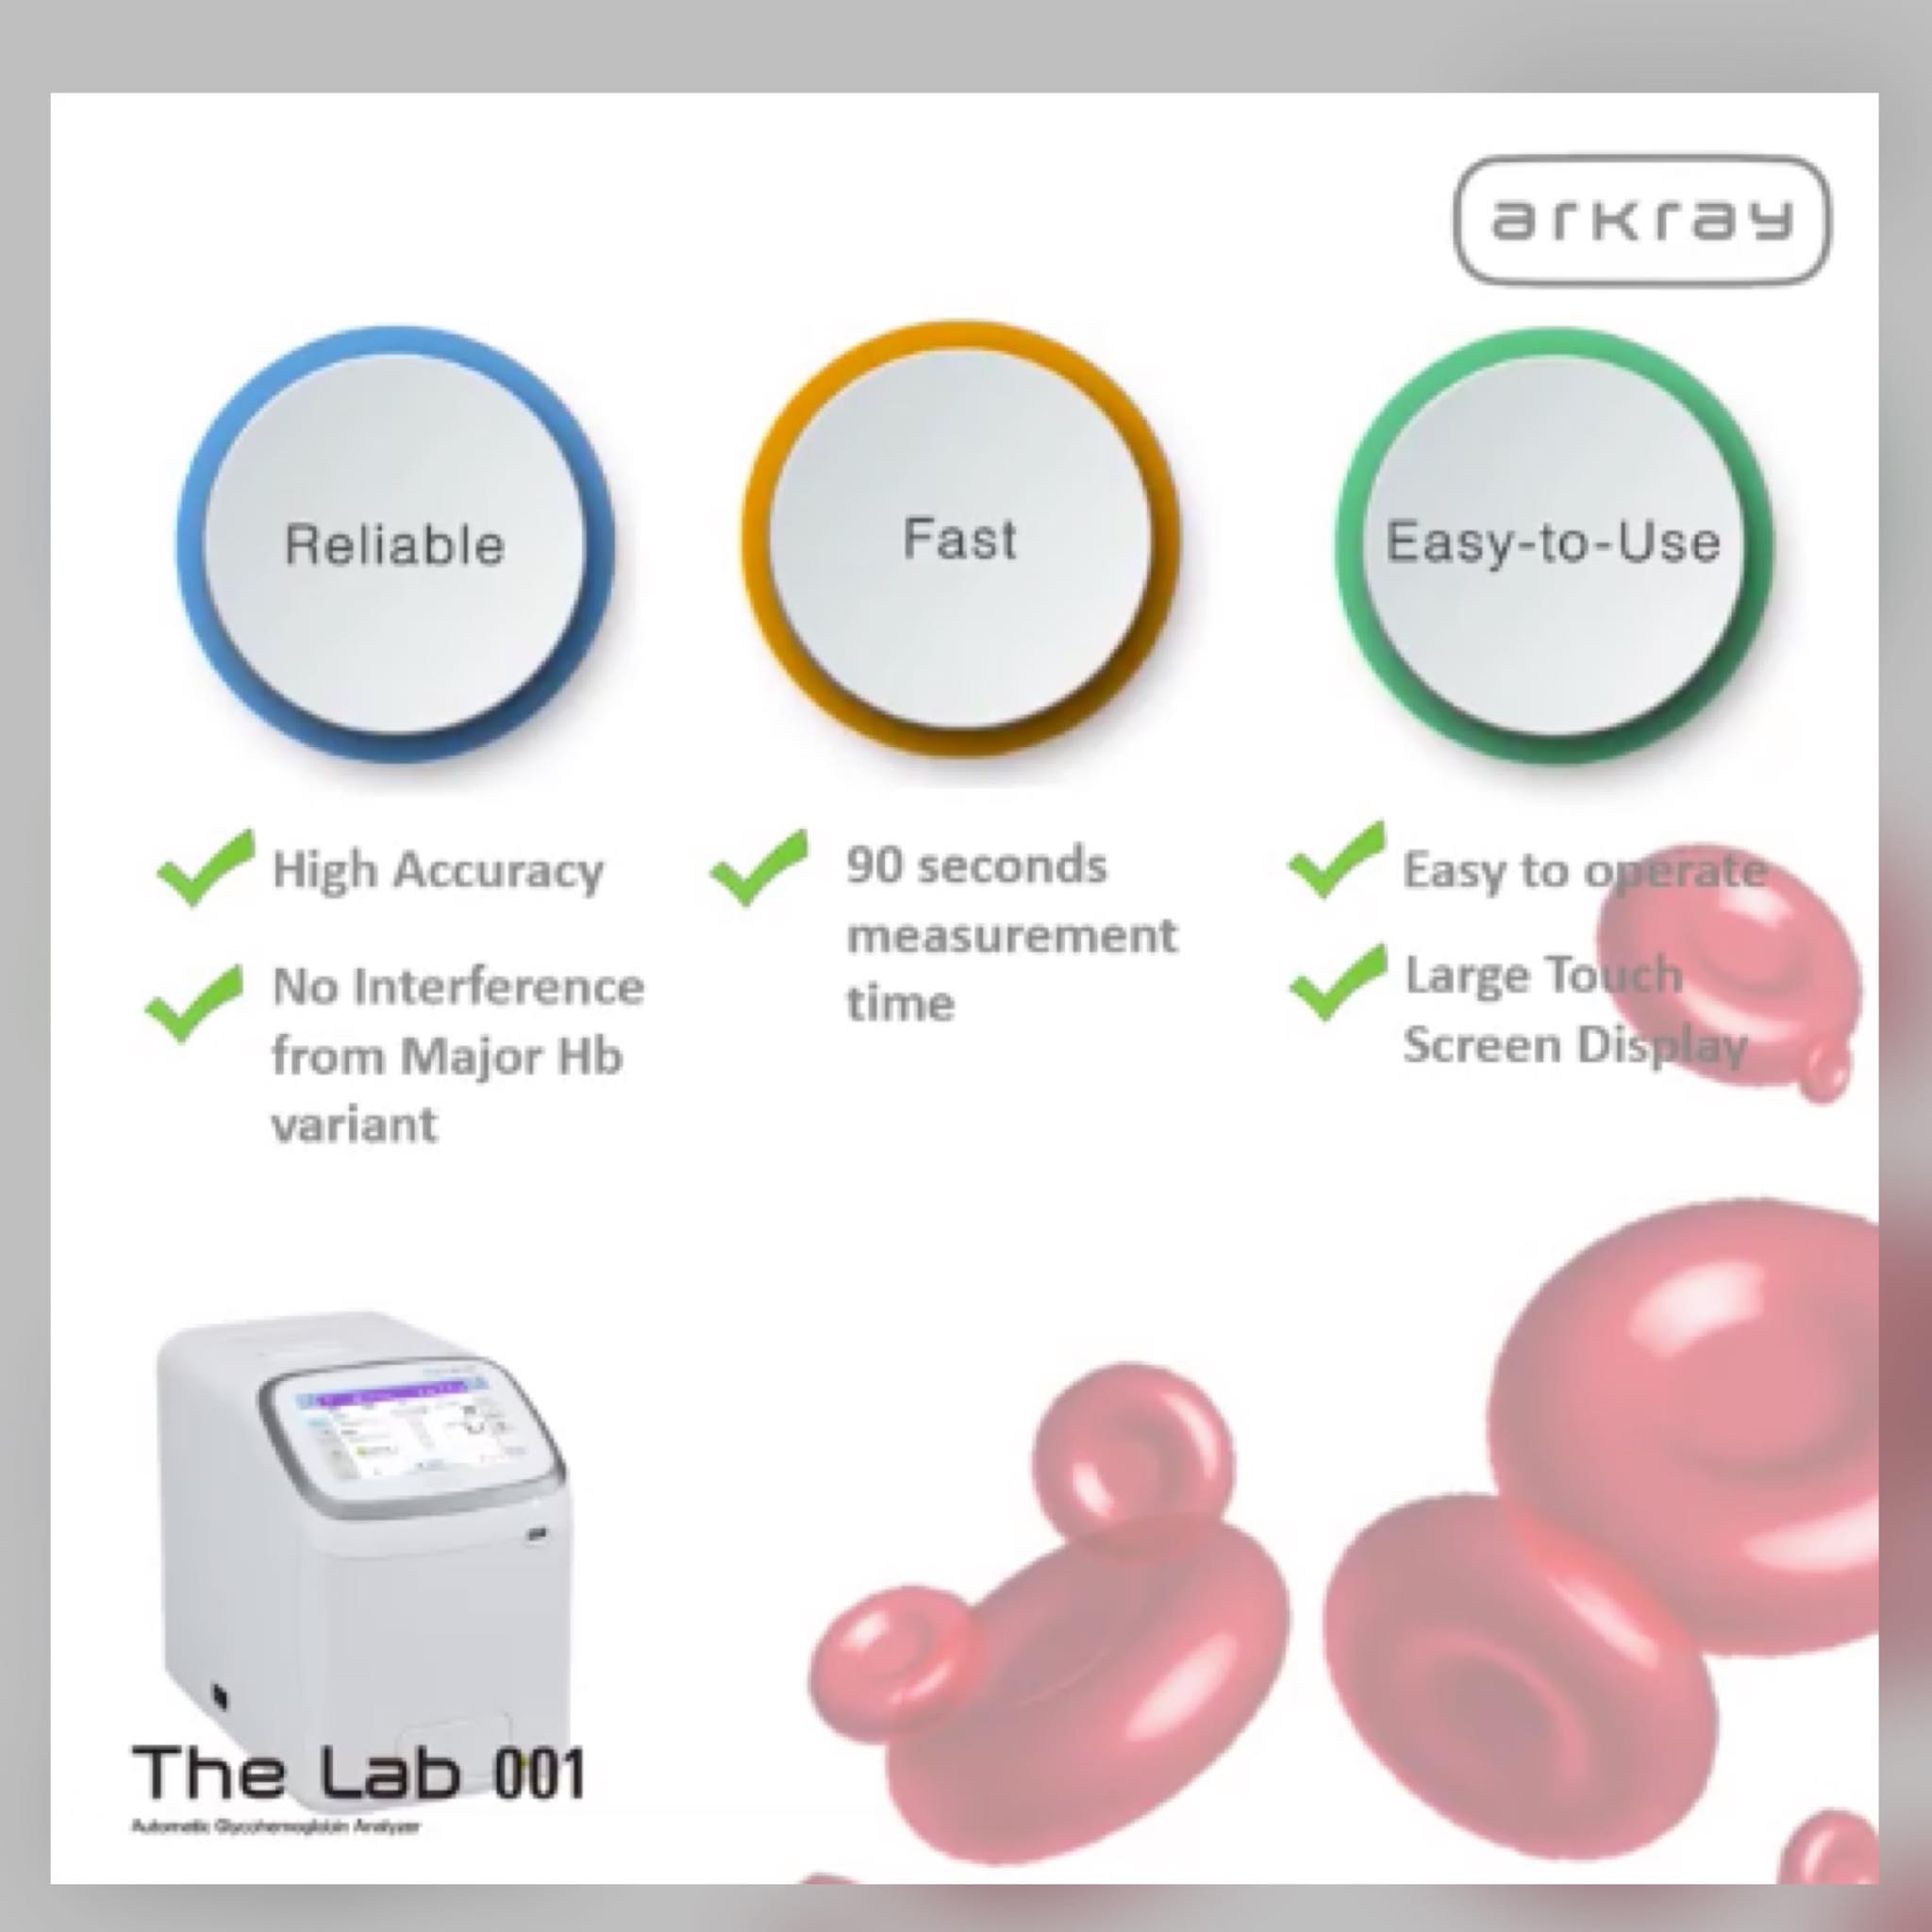 arkray
Reliable
Fast
Easy-to-Use
High Accuracy
No Interference
from Major Hb
variant
90 seconds
measurement
time
Easy to operate
Large Touch
Screen Display
The Lab 001
Automatic Glycohemoglobin Analyzer